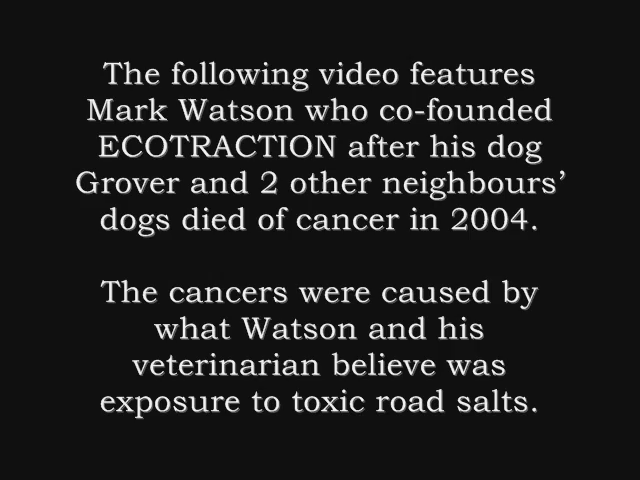 The following video features
Mark Watson who co-founded
ECOTRACTION after his dog
Grover and 2 other neighbours’
dogs died of cancer in 2004.
The cancers were caused by
what Watson and his
veterinarian believe was
exposure to toxic road salts.